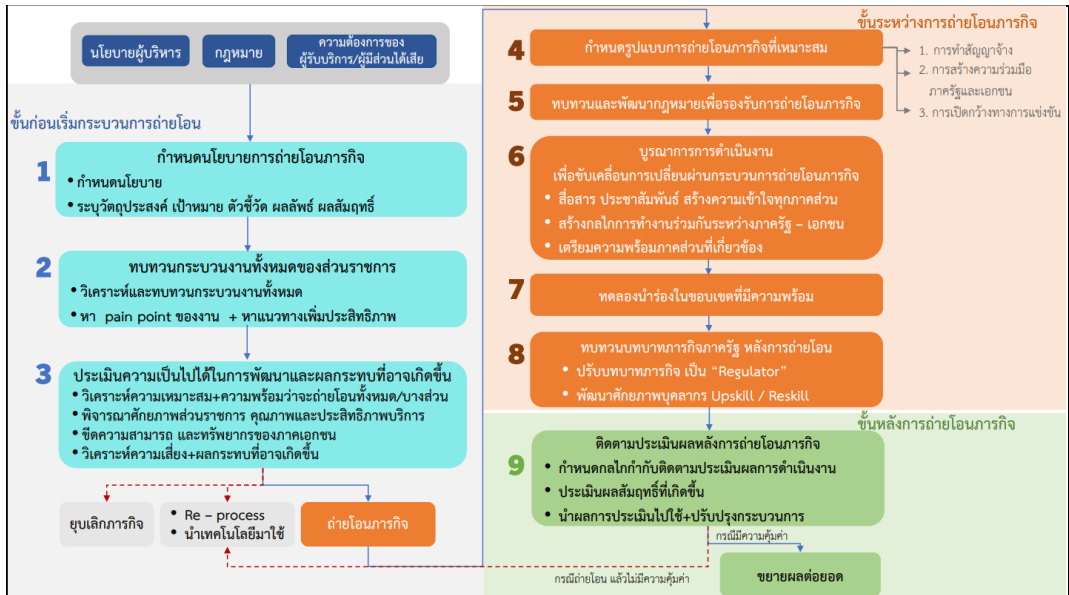 นโยบายผู้บริหาร
กฎหมาย
ความต้องการของ
ผู้รับบริการ/ผู้มีส่วนได้เสีย
ขั้นก่อนเริ่มกระบวนการถ่ายโอน
1
กำหนดนโยบายการถ่ายโอนภารกิจ
• กำหนดนโยบาย
• ระบุวัตถุประสงค์ เป้าหมาย ตัวชี้วัด ผลลัพธ์ ผลสัมฤทธิ์
2
ทบทวนกระบวนงานทั้งหมดของส่วนราชการ
• วิเคราะห์และทบทวนกระบวนงานทั้งหมด
• หา pain point ของงาน + หาแนวทางเพิ่มประสิทธิภาพ
3
ประเมินความเป็นไปได้ในการพัฒนาและผลกระทบที่อาจเกิดขึ้น
• วิเคราะห์ความเหมาะสม+ความพร้อมว่าจะถ่ายโอนทั้งหมด/บางส่วน
• พิจารณาศักยภาพส่วนราชการ คุณภาพและประสิทธิภาพบริการ
• ขีดความสามารถ และทรัพยากรของภาคเอกชน
• วิเคราะห์ความเสี่ยง+ผลกระทบที่อาจเกิดขึ้น
ยุบเลิกภารกิจ
• Re – process
• นำเทคโนโลยีมาใช้
ถ่ายโอนภารกิจ
ขั้นระหว่างการถ่ายโอนภารกิจ
4
กำหนดรูปแบบการถ่ายโอนภารกิจที่เหมาะสม
1. การทำสัญญาจ้าง
2. การสร้างความร่วมมือ
ภาครัฐและเอกชน
3. การเปิดกว้างทางการแข่งขัน
5
ทบทวนและพัฒนากฎหมายเพื่อรองรับการถ่ายโอนภารกิจ
6
บูรณาการการดำเนินงาน
เพื่อขับเคลื่อนการเปลี่ยนผ่านกระบวนการถ่ายโอนภารกิจ
• สื่อสาร ประชาสัมพันธ์ สร้างความเข้าใจทุกภาคส่วน
• สร้างกลไกการทำงานร่วมกันระหว่างภาครัฐ – เอกชน
• เตรียมความพร้อมภาคส่วนที่เกี่ยวข้อง
7
ทดลองนำร่องในขอบเขตที่มีความพร้อม
8
ทบทวนบทบาทภารกิจภาครัฐ หลังการถ่ายโอน
• ปรับบทบาทภารกิจ เป็น “Regulator”
• พัฒนาศักยภาพบุคลากร Upskill / Reskill
ขั้นหลังการถ่ายโอนภารกิจ
9
ติดตามประเมินผลหลังการถ่ายโอนภารกิจ
• กำหนดกลไกกำกับติดตามประเมินผลการดำเนินงาน
• ประเมินผลสัมฤทธิ์ที่เกิดขึ้น
• นำผลการประเมินไปใช้+ปรับปรุงกระบวนการ
กรณีมีความคุ้มค่า
กรณีถ่ายโอน แล้วไม่มีความคุ้มค่า
ขยายผลต่อยอด